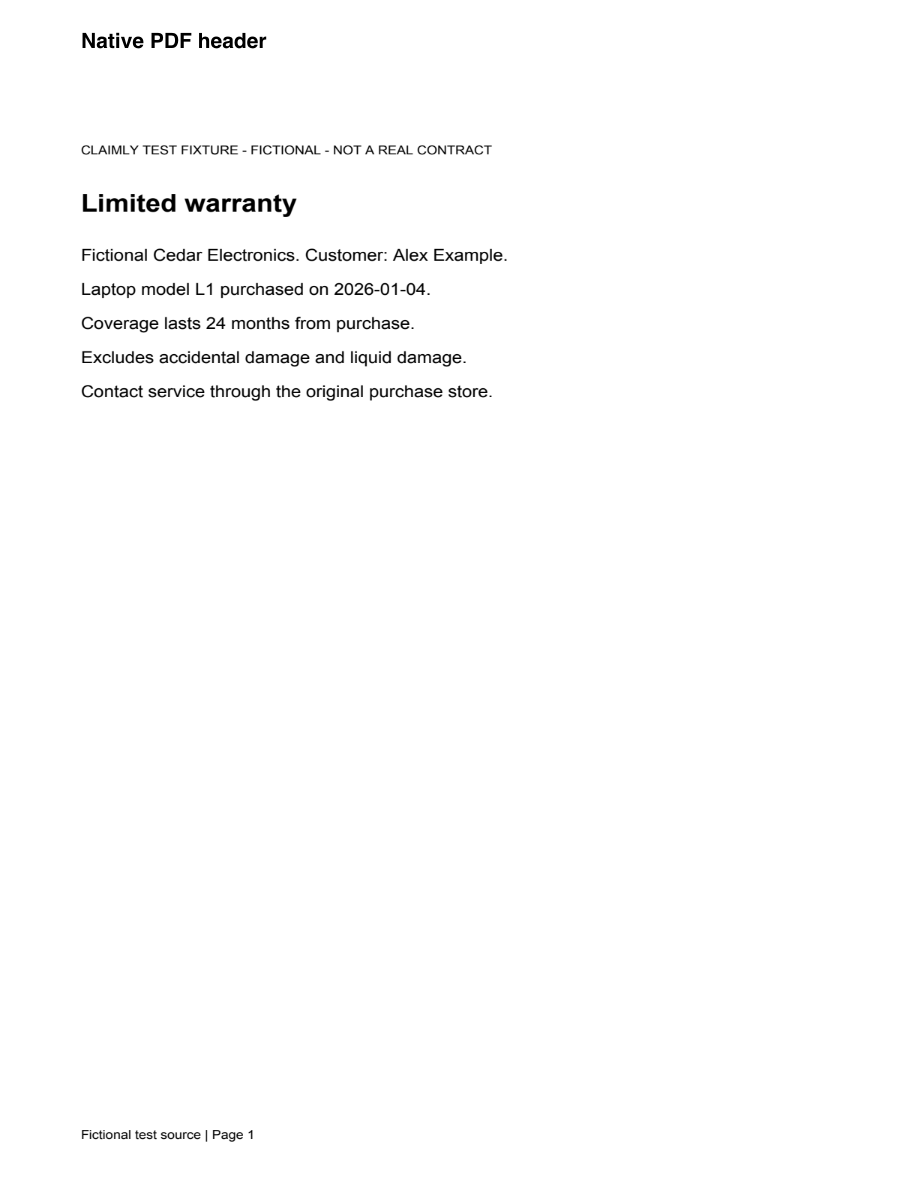 Native PDF header
CLAIMLY TEST FIXTURE - FICTIONAL - NOT A REAL CONTRACT
Limited warranty
Fictional Cedar Electronics. Customer: Alex Example.
Laptop model L1 purchased on 2026-01-04.
Coverage lasts 24 months from purchase.
Excludes accidental damage and liquid damage.
Contact service through the original purchase store.
Fictional test source | Page 1